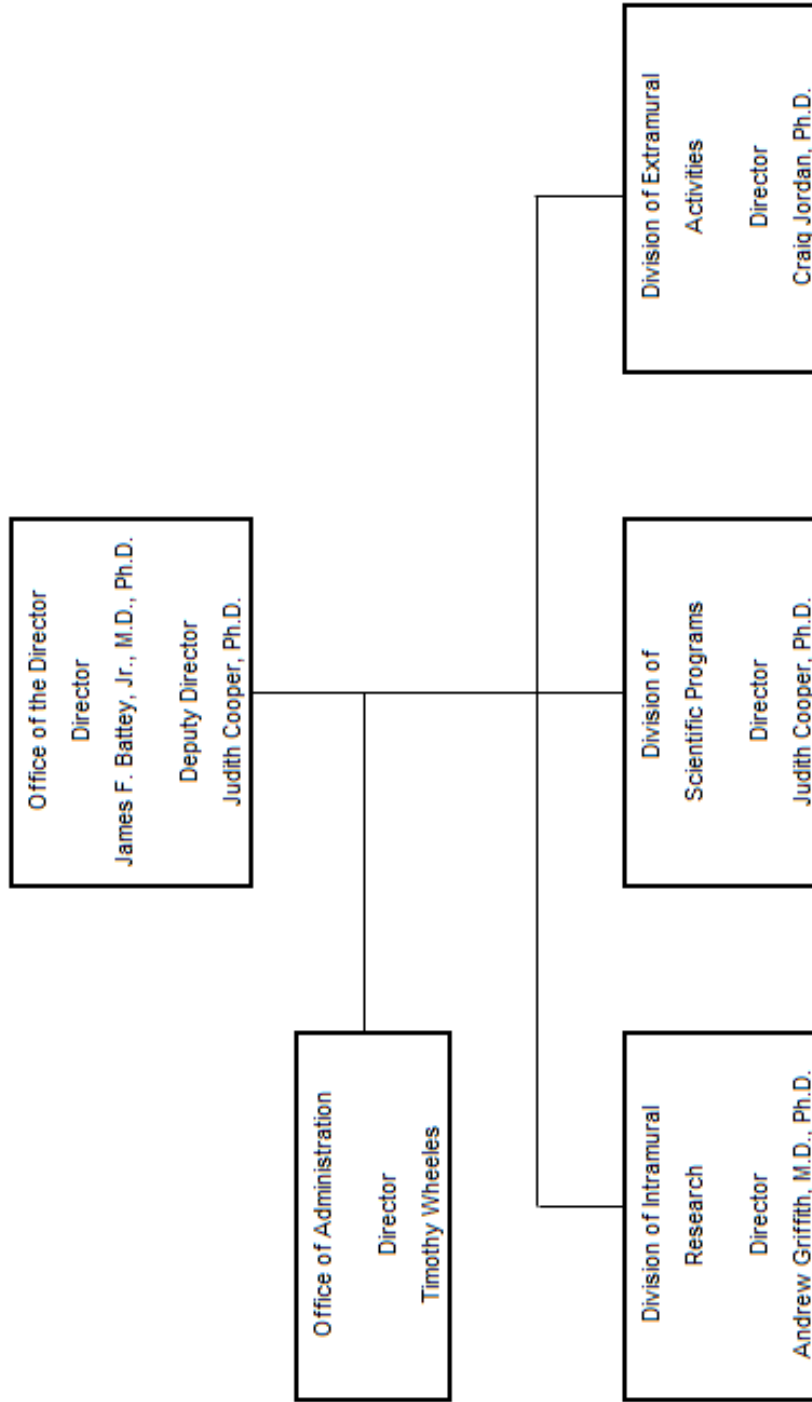 Office of the Director
Director
James F. Battey, Jr., M.D., Ph.D.
Deputy Director
Judith Cooper, Ph.D.
Office of Administration
Director
Timothy Wheeles
Division of Intramural
Research
Director
Andrew Griffith, M.D., Ph.D.
Division of
Scientific Programs
Director
Judith Cooper, Ph.D.
Division of Extramural
Activities
Director
Craig Jordan, Ph.D.